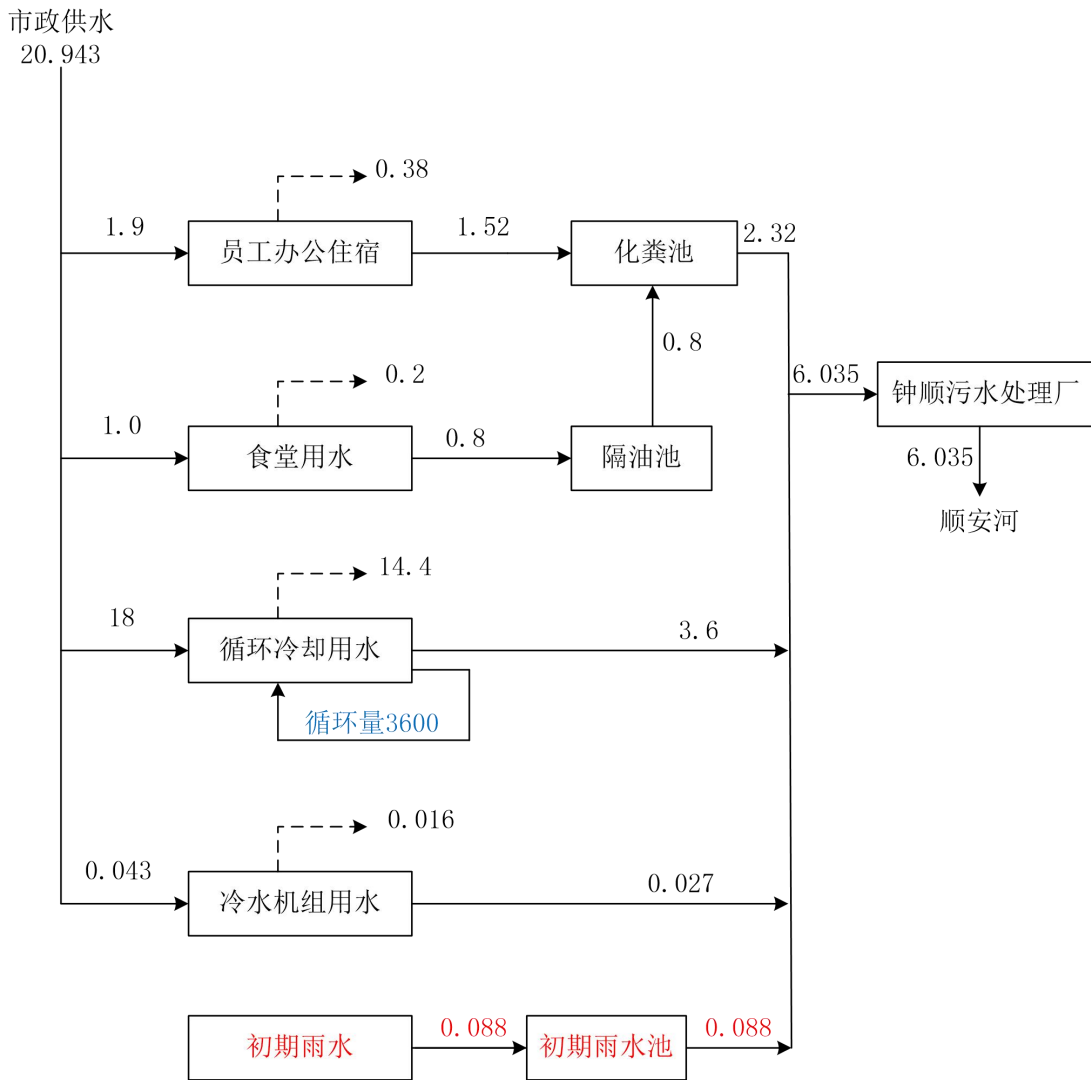 市政供水
20.943
0.38
1.9
员工办公住宿
1.52
化粪池
2.32
0.8
0.2
1.0
食堂用水
0.8
隔油池
6.035
钟顺污水处理厂
6.035
顺安河
14.4
18
循环冷却用水
3.6
循环量3600
0.016
0.043
冷水机组用水
0.027
初期雨水
0.088
初期雨水池
0.088